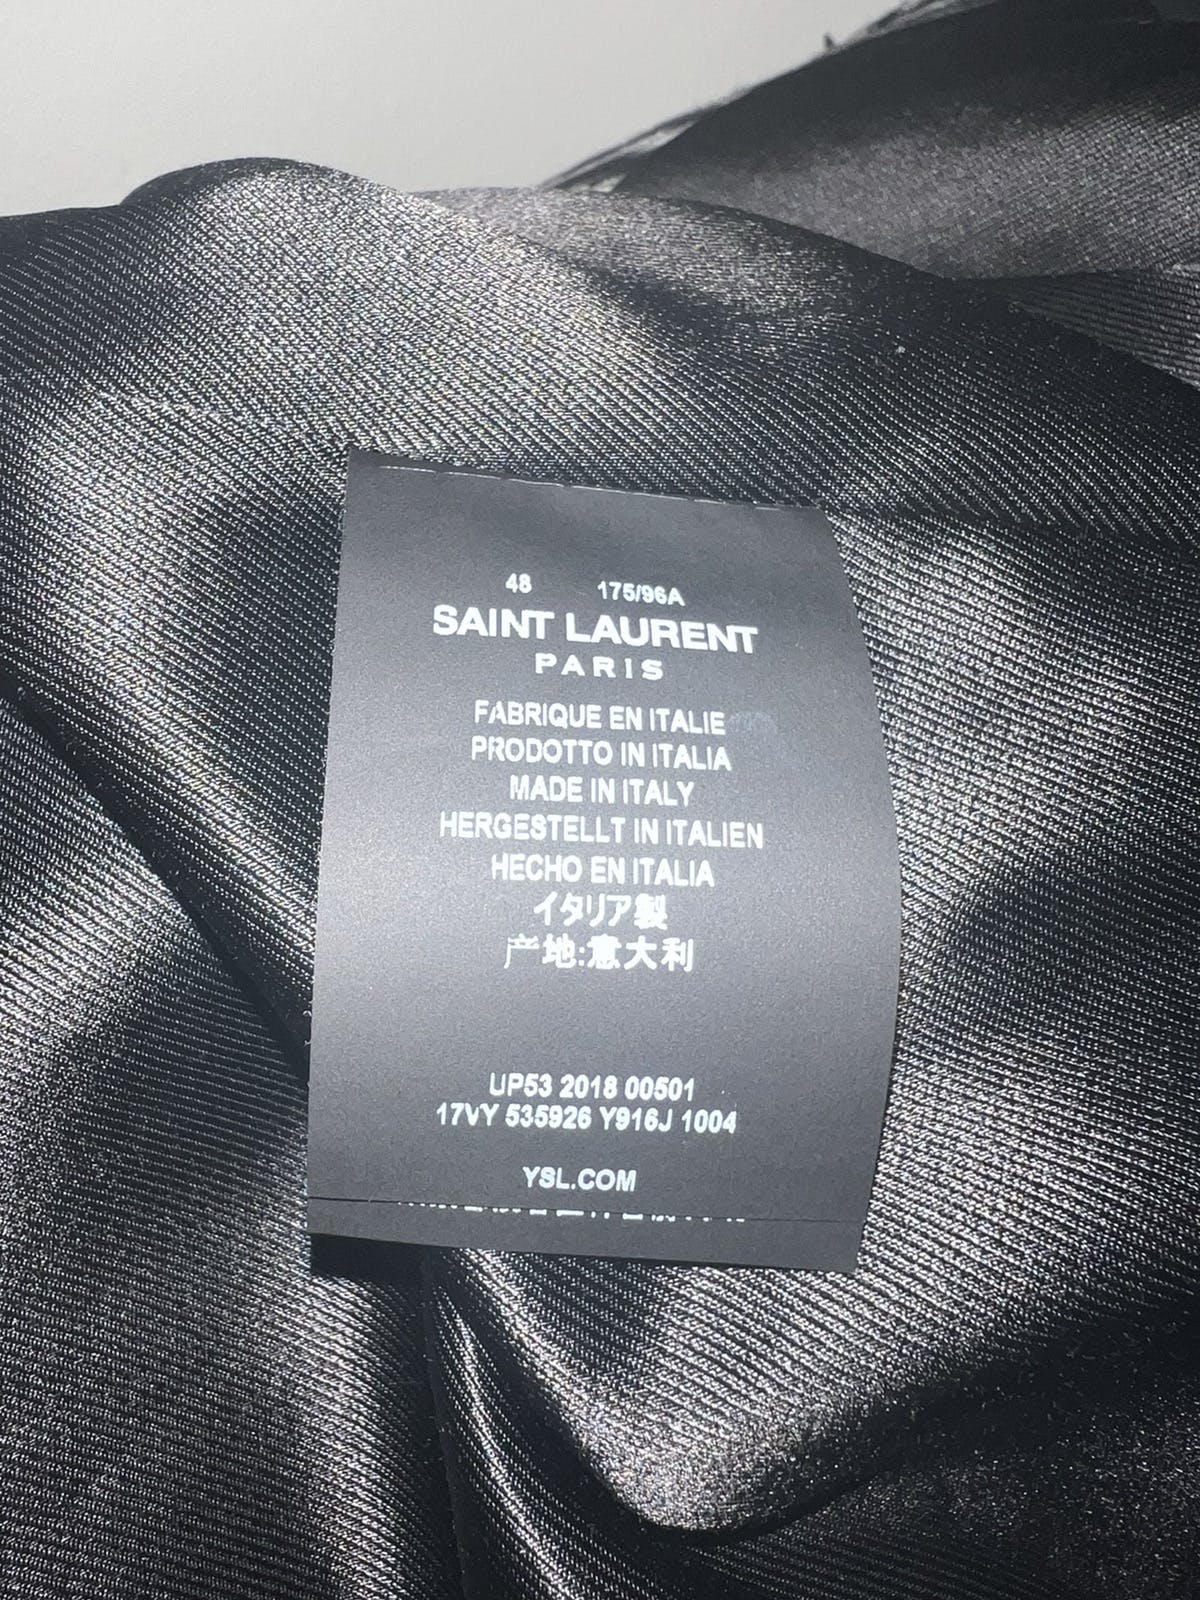 48 175/96A
SAINT LAURENT
PARIS
FABRIQUE EN ITALIE
PRODOTTO IN ITALIA
MADE IN ITALY
HERGESTELLT IN ITALIEN
HECHO EN ITALIA
イタリア製
产地:意大利
UP53 2018 00501
17VY 535926 Y916J 1004
YSL.COM